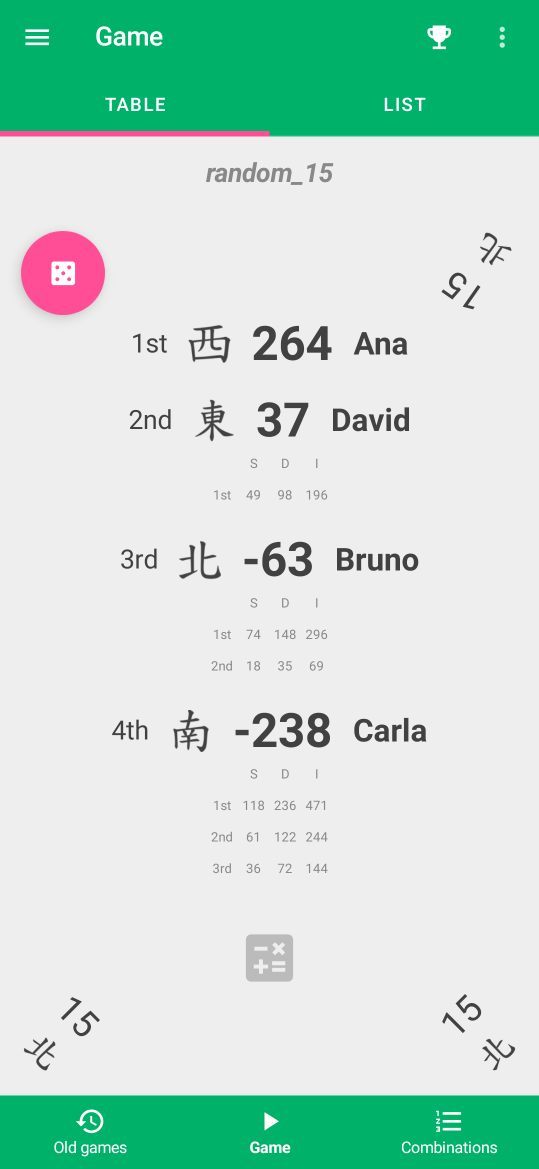 Game
TABLE LIST
random_15
北
15
1st 西 264 Ana
2nd 東 37 David
S D I
1st 49 98 196
3rd 北 -63 Bruno
S D I
1st 74 148 296
2nd 18 35 69
4th 南 -238 Carla
S D I
1st 118 236 471
2nd 61 122 244
3rd 36 72 144
15 15
北 北
Old games Game Combinations